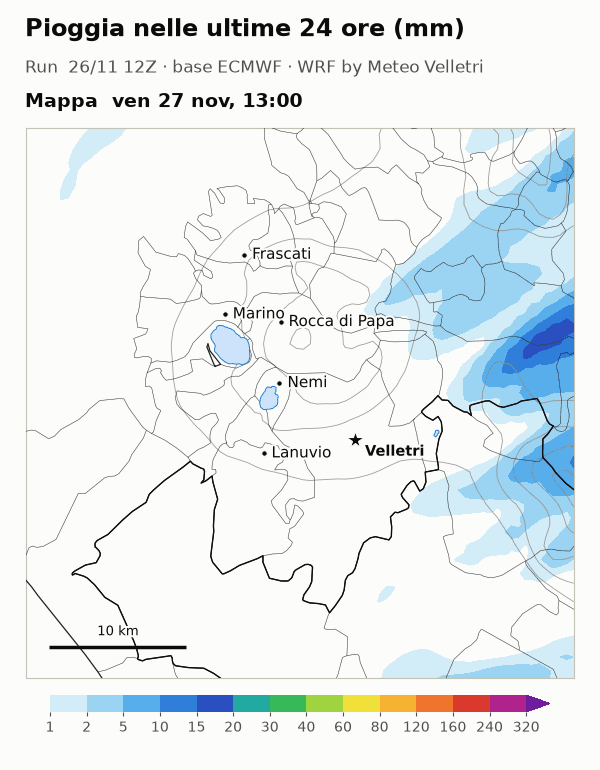 Pioggia nelle ultime 24 ore (mm)
Run  26/11 12Z · base ECMWF · WRF by Meteo Velletri
Mappa  ven 27 nov, 13:00
Frascati
Marino
Rocca di Papa
Nemi
Velletri
Lanuvio
10 km
1 2 5 10 15 20 30 40 60 80 120 160 240 320